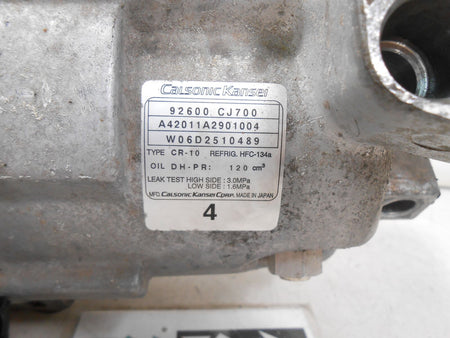 Calsonic Kansei
92600 CJ700
A42011A2901004
W06D2510489
TYPE CR-10 REFRIG. HFC-134a
OIL DH-PR: 120 cm³
LEAK TEST HIGH SIDE : 3.0MPa
LOW SIDE : 1.6MPa
MFD. CALSONIC KANSEI CORP. MADE IN JAPAN
4